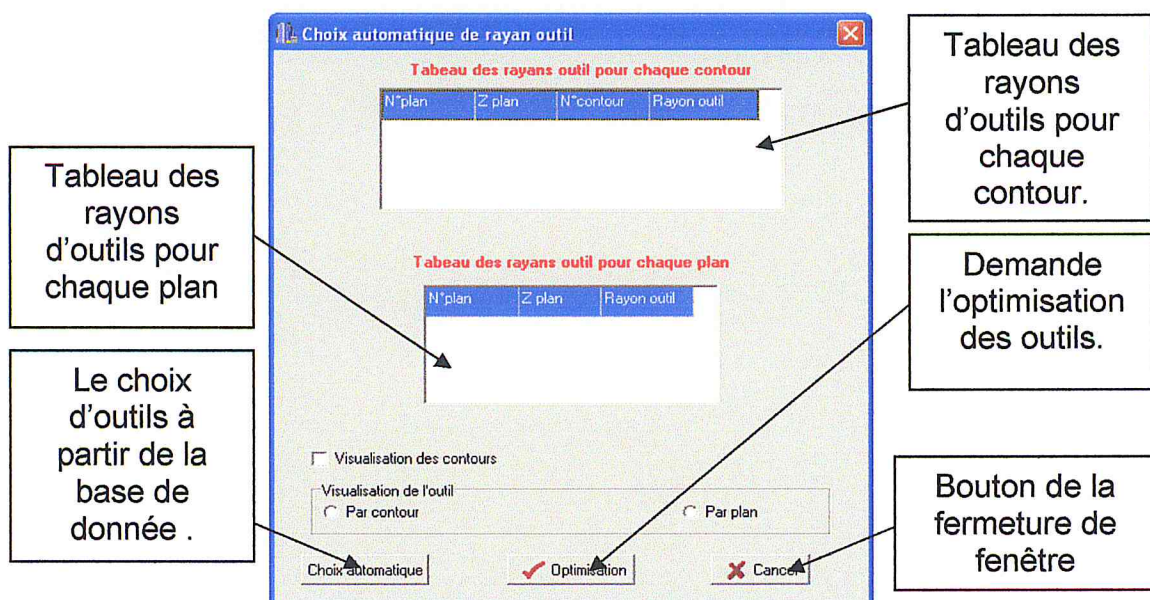 Choix automatique de rayan outil
Tabeau des rayans outil pour chaque contour
N°plan Z plan N°contour Rayon outil
Tableau des
rayons
d'outils pour
chaque
contour.
Tableau des
rayons
d'outils pour
chaque plan
Tabeau des rayans outil pour chaque plan
N°plan Z plan Rayon outil
Demande
l'optimisation
des outils.
Le choix
d'outils à
partir de la
base de
donnée .
Visualisation des contours
Visualisation de l'outil
Par contour Par plan
Choix automatique Optimisation Cancel
Bouton de la
fermeture de
fenêtre